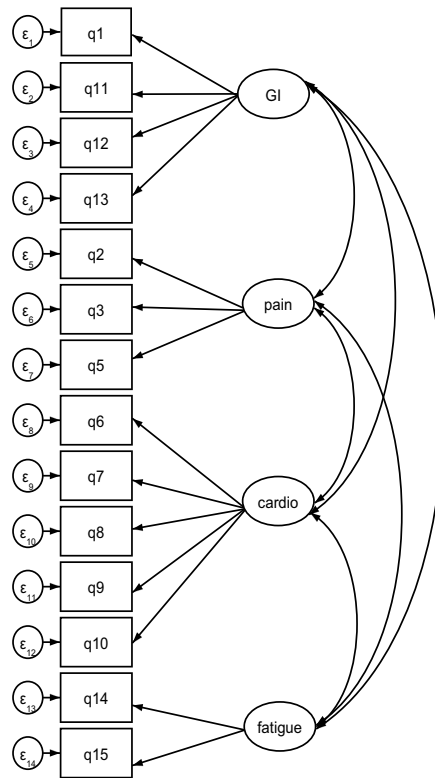 ε1 q1
ε2 q11
GI
ε3 q12
ε4 q13
ε5 q2
ε6 q3
pain
ε7 q5
ε8 q6
ε9 q7
cardio
ε10 q8
ε11 q9
ε12 q10
ε13 q14
fatigue
ε14 q15